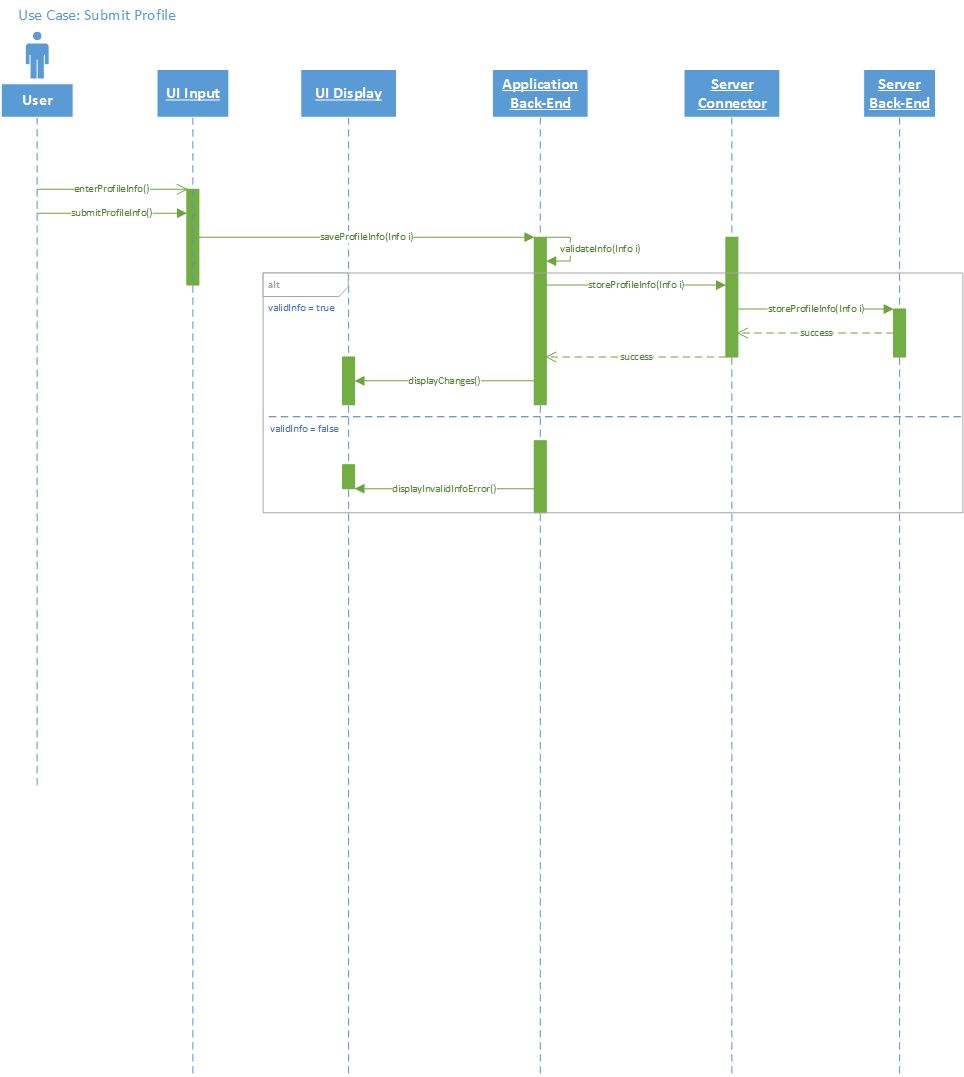 Use Case: Submit Profile
User
UI Input
UI Display
Application
Back-End
Server
Connector
Server
Back-End
enterProfileInfo()
submitProfileInfo()
saveProfileInfo(Info i)
validateInfo(Info i)
alt
storeProfileInfo(Info i)
validInfo = true
storeProfileInfo(Info i)
success
success
displayChanges()
validInfo = false
displayInvalidInfoError()